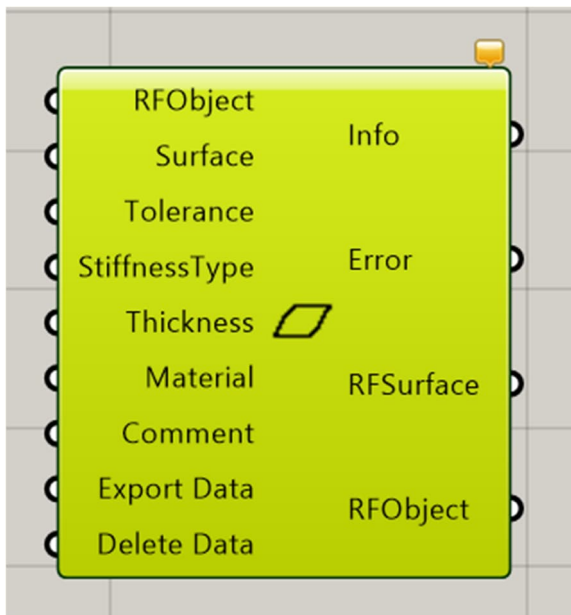 RFObject
Surface
Tolerance
StiffnessType
Thickness
Material
Comment
Export Data
Delete Data
Info
Error
RFSurface
RFObject